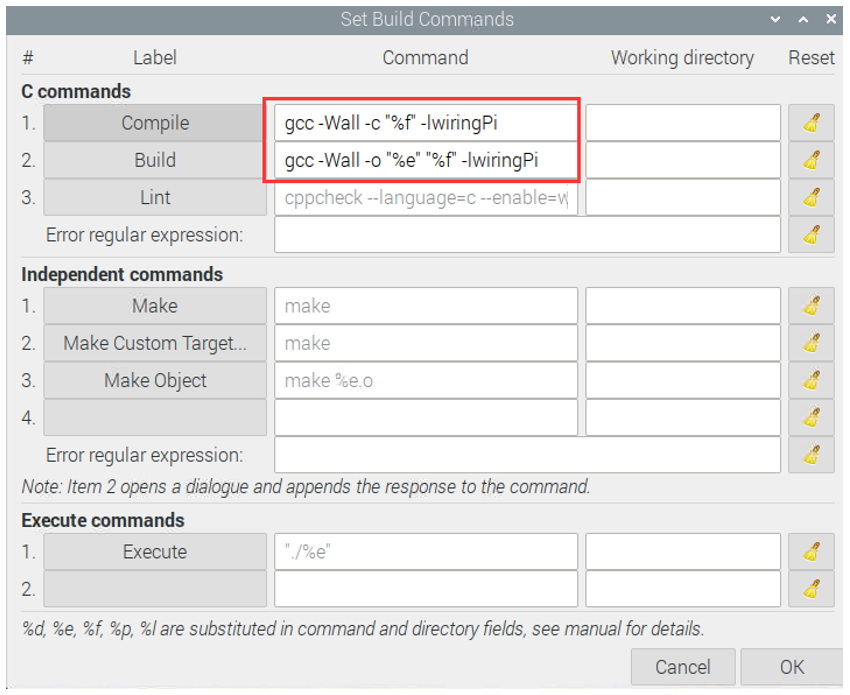 Set Build Commands
# Label Command Working directory Reset
C commands
1. Compile gcc -Wall -c "%f" -lwiringPi
2. Build gcc -Wall -o "%e" "%f" -lwiringPi
3. Lint cppcheck --language=c --enable=w
Error regular expression:
Independent commands
1. Make make
2. Make Custom Target... make
3. Make Object make %e.o
4.
Error regular expression:
Note: Item 2 opens a dialogue and appends the response to the command.
Execute commands
1. Execute "./%e"
2.
%d, %e, %f, %p, %l are substituted in command and directory fields, see manual for details.
Cancel OK